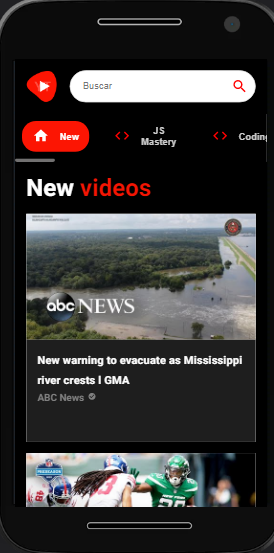 Buscar
New
JS
Mastery
Coding
New videos
abc NEWS
New warning to evacuate as Mississippi
river crests l GMA
ABC News